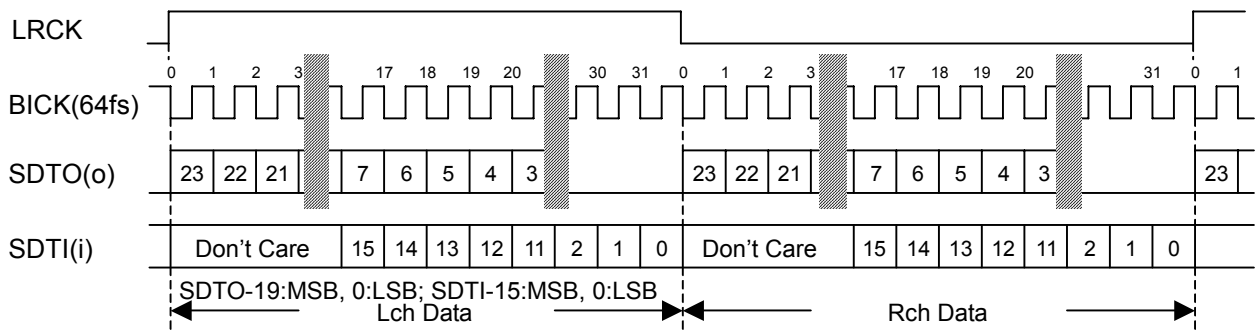 LRCK
0 1 2 3 17 18 19 20 30 31 0 1 2 3 17 18 19 20 31 0 1
BICK(64fs)
SDTO(o) 23 22 21 7 6 5 4 3 23 22 21 7 6 5 4 3 23
SDTI(i) Don't Care 15 14 13 12 11 2 1 0 Don't Care 15 14 13 12 11 2 1 0
SDTO-19:MSB, 0:LSB; SDTI-15:MSB, 0:LSB
Lch Data Rch Data